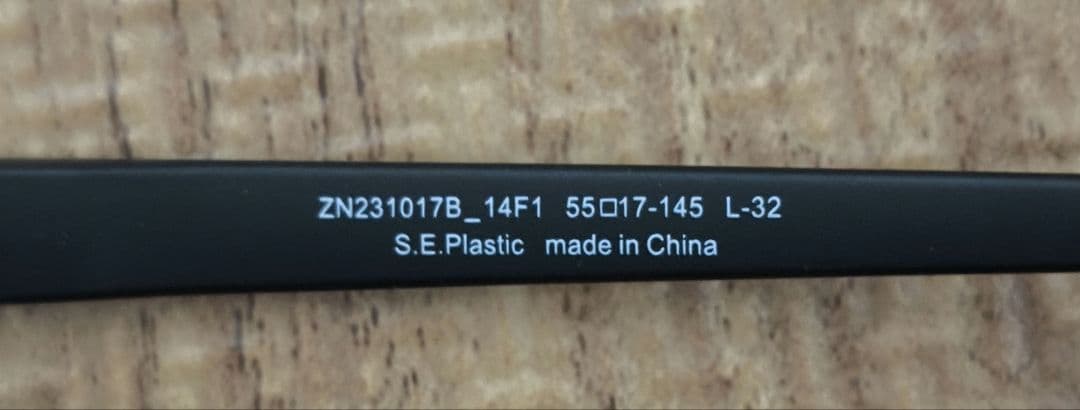 ZN231017B_14F1 55□17-145 L-32
S.E.Plastic made in China